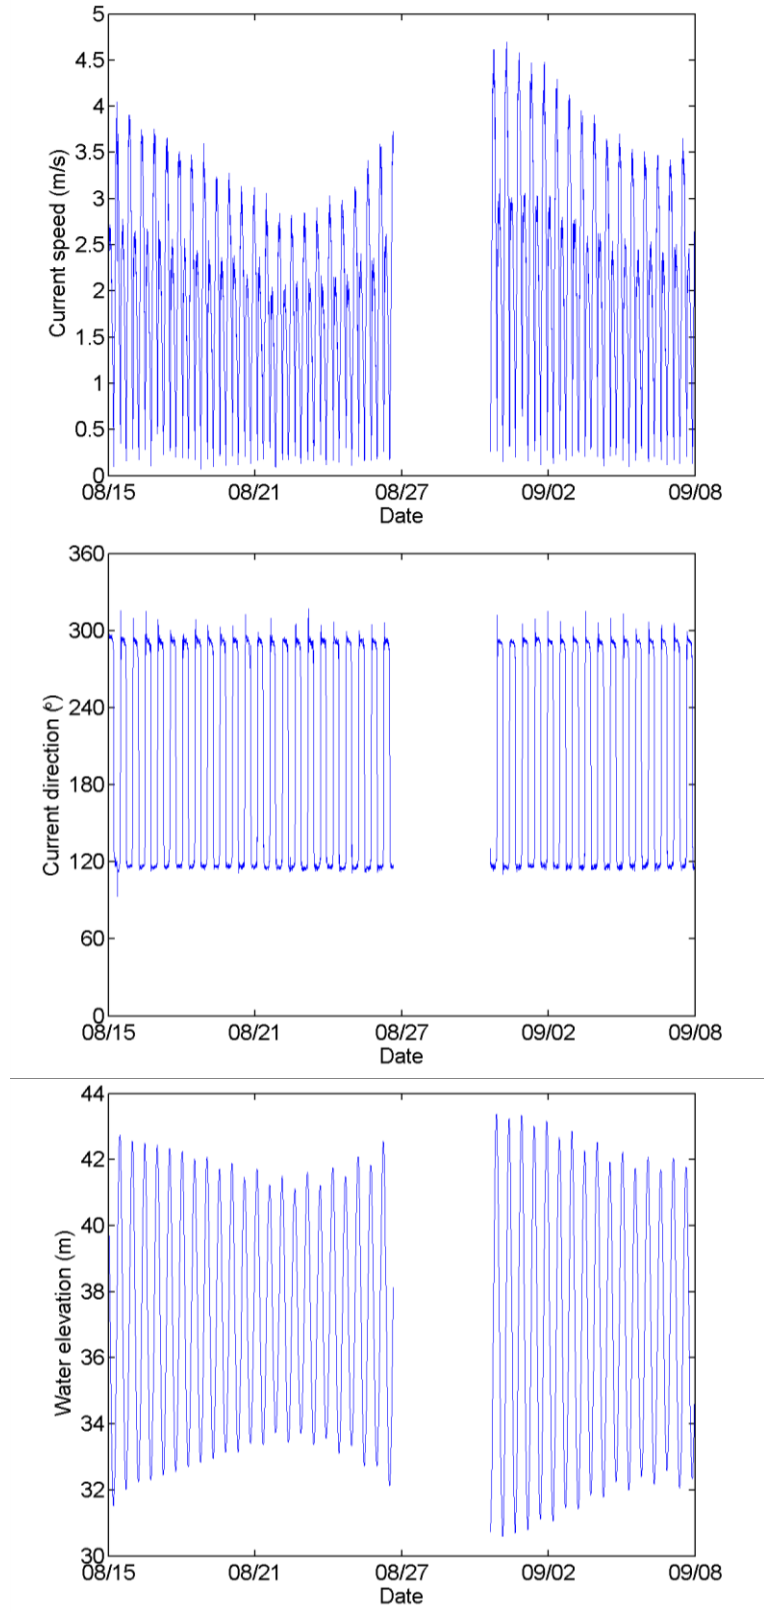 5
4.5
4
3.5
3
2.5
2
1.5
1
0.5
0
Current speed (m/s)
08/15 08/21 08/27 09/02 09/08
Date
360
300
240
180
120
60
0
Current direction (º)
08/15 08/21 08/27 09/02 09/08
Date
44
42
40
38
36
34
32
30
Water elevation (m)
08/15 08/21 08/27 09/02 09/08
Date